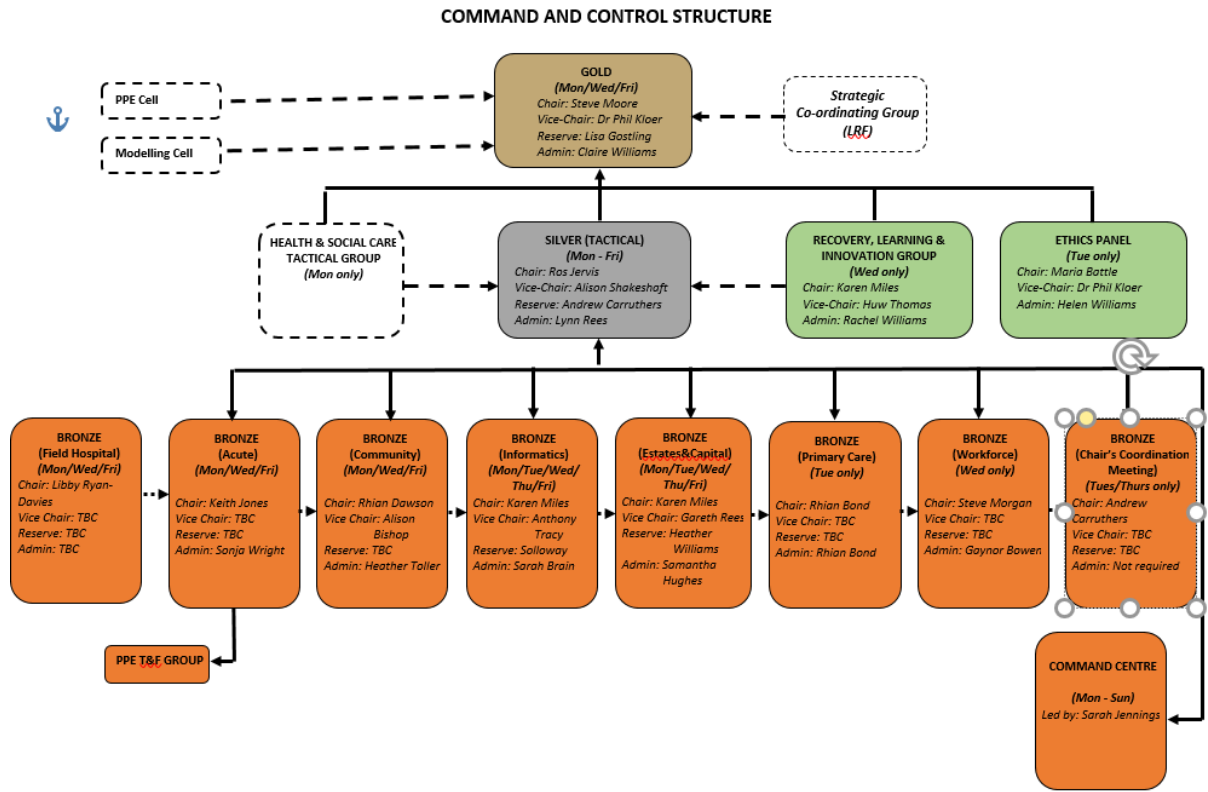 COMMAND AND CONTROL STRUCTURE
PPE Cell
Modelling Cell
GOLD
(Mon/Wed/Fri)
Chair: Steve Moore
Vice-Chair: Dr Phil Kloer
Reserve: Lisa Gostling
Admin: Claire Williams
Strategic
Co-ordinating Group
(LRF)
HEALTH & SOCIAL CARE
TACTICAL GROUP
(Mon only)
SILVER (TACTICAL)
(Mon - Fri)
Chair: Ros Jervis
Vice-Chair: Alison Shakeshaft
Reserve: Andrew Carruthers
Admin: Lynn Rees
RECOVERY, LEARNING &
INNOVATION GROUP
(Wed only)
Chair: Karen Miles
Vice-Chair: Huw Thomas
Admin: Rachel Williams
ETHICS PANEL
(Tue only)
Chair: Maria Battle
Vice-Chair: Dr Phil Kloer
Admin: Helen Williams
BRONZE
(Field Hospital)
(Mon/Wed/Fri)
Chair: Libby Ryan-
Davies
Vice Chair: TBC
Reserve: TBC
Admin: TBC
BRONZE
(Acute)
(Mon/Wed/Fri)
Chair: Keith Jones
Vice Chair: TBC
Reserve: TBC
Admin: Sonja Wright
BRONZE
(Community)
(Mon/Wed/Fri)
Chair: Rhian Dawson
Vice Chair: Alison
Bishop
Reserve: TBC
Admin: Heather Toller
BRONZE
(Informatics)
(Mon/Tue/Wed/
Thu/Fri)
Chair: Karen Miles
Vice Chair: Anthony
Tracy
Reserve: Solloway
Admin: Sarah Brain
BRONZE
(Estates&Capital)
(Mon/Tue/Wed/
Thu/Fri)
Chair: Karen Miles
Vice Chair: Gareth Rees
Reserve: Heather
Williams
Admin: Samantha
Hughes
BRONZE
(Primary Care)
(Tue only)
Chair: Rhian Bond
Vice Chair: TBC
Reserve: TBC
Admin: Rhian Bond
BRONZE
(Workforce)
(Wed only)
Chair: Steve Morgan
Vice Chair: TBC
Reserve: TBC
Admin: Gaynor Bowen
BRONZE
(Chair's Coordination
Meeting)
(Tues/Thurs only)
Chair: Andrew
Carruthers
Vice Chair: TBC
Reserve: TBC
Admin: Not required
PPE T&F GROUP
COMMAND CENTRE
(Mon - Sun)
Led by: Sarah Jennings